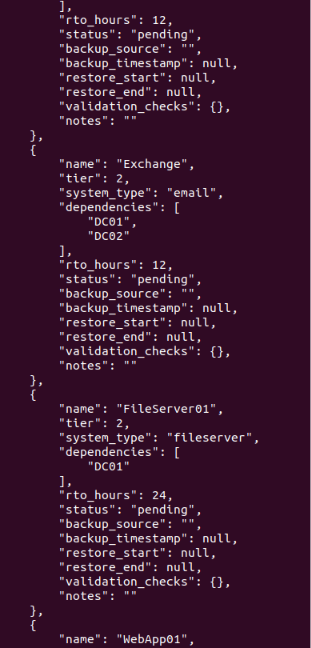 ],
"rto_hours": 12,
"status": "pending",
"backup_source": "",
"backup_timestamp": null,
"restore_start": null,
"restore_end": null,
"validation_checks": {},
"notes": ""
},
{
"name": "Exchange",
"tier": 2,
"system_type": "email",
"dependencies": [
"DC01",
"DC02"
],
"rto_hours": 12,
"status": "pending",
"backup_source": "",
"backup_timestamp": null,
"restore_start": null,
"restore_end": null,
"validation_checks": {},
"notes": ""
},
{
"name": "FileServer01",
"tier": 2,
"system_type": "fileserver",
"dependencies": [
"DC01"
],
"rto_hours": 24,
"status": "pending",
"backup_source": "",
"backup_timestamp": null,
"restore_start": null,
"restore_end": null,
"validation_checks": {},
"notes": ""
},
{
"name": "WebApp01",